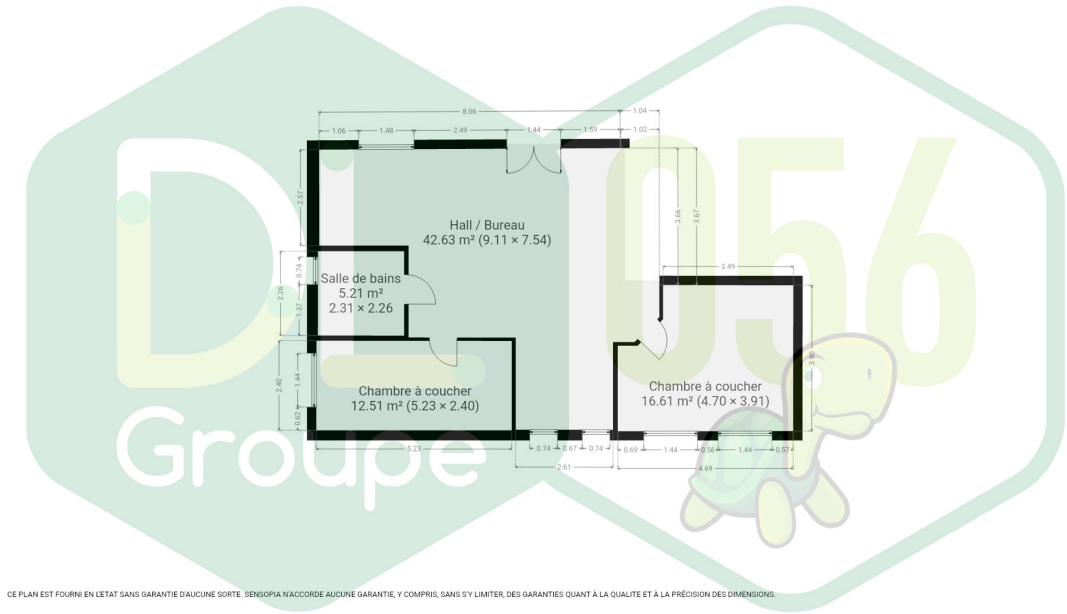 8.06
1.04
1.06
1.48
2.49
1.44
1.59
1.02
2.57
3.66
3.67
Hall / Bureau
42.63 m² (9.11 × 7.54)
3.49
0.74
Salle de bains
5.21 m²
2.31 × 2.26
2.26
1.37
3.90
2.40
1.44
Chambre à coucher
12.51 m² (5.23 × 2.40)
Chambre à coucher
16.61 m² (4.70 × 3.91)
0.62
5.23
0.74
0.67
0.74
0.69
1.44
0.56
1.44
0.57
2.61
4.69
DL
Groupe
056
CE PLAN EST FOURNI EN L'ETAT SANS GARANTIE D'AUCUNE SORTE. SENSOPIA N'ACCORDE AUCUNE GARANTIE, Y COMPRIS, SANS S'Y LIMITER, DES GARANTIES QUANT À LA QUALITE ET À LA PRÉCISION DES DIMENSIONS.